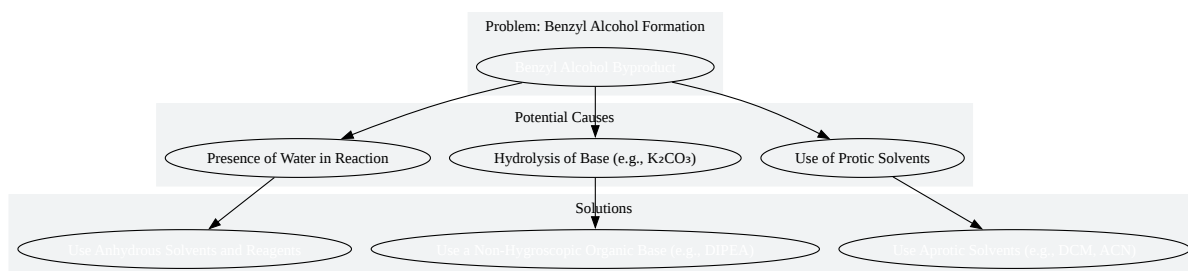 Problem: Benzyl Alcohol Formation
Benzyl Alcohol Byproduct
Potential Causes
Presence of Water in Reaction
Hydrolysis of Base (e.g., K₂CO₃)
Use of Protic Solvents
Solutions
Use Anhydrous Solvents and Reagents
Use a Non-Hygroscopic Organic Base (e.g., DIPEA)
Use Aprotic Solvents (e.g., DCM, ACN)